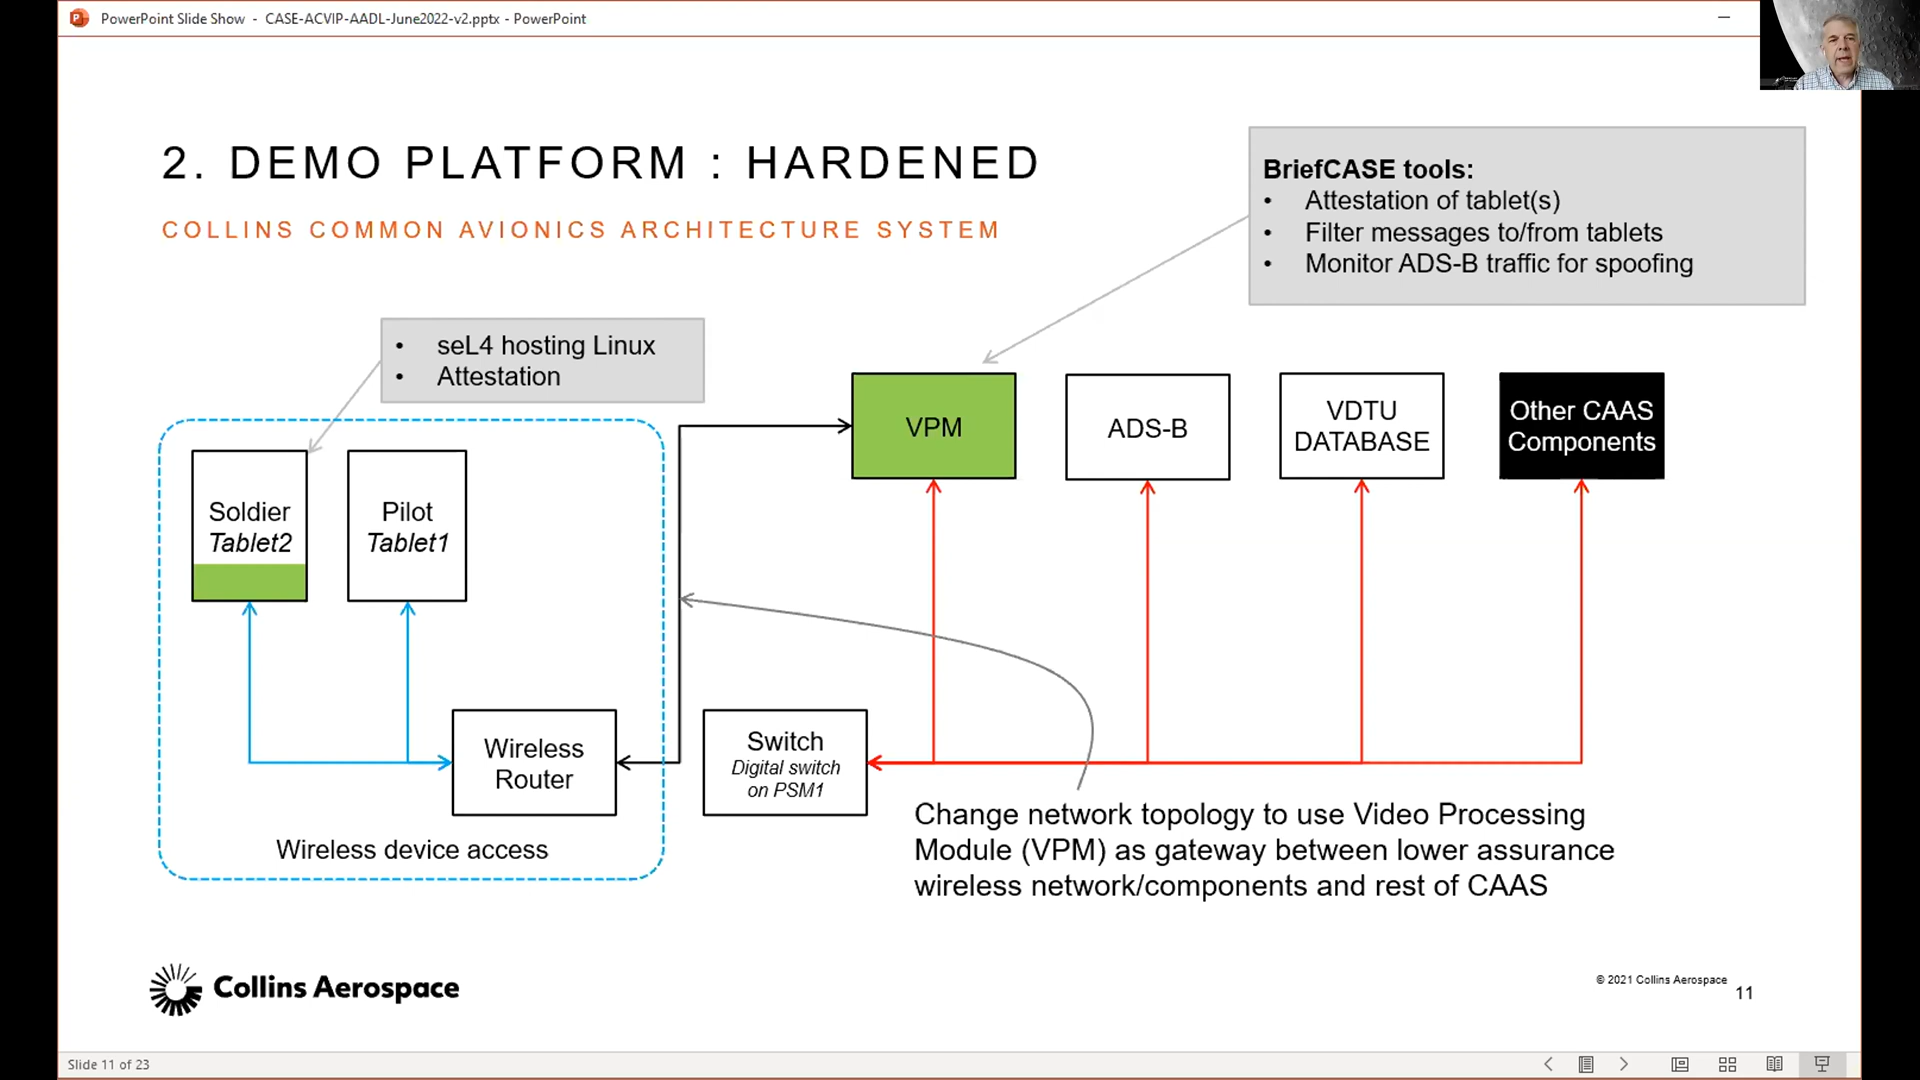 PowerPoint Slide Show - CASE-ACVIP-AADL-June2022-v2.pptx - PowerPoint
2. DEMO PLATFORM : HARDENED
COLLINS COMMON AVIONICS ARCHITECTURE SYSTEM
BriefCASE tools:
• Attestation of tablet(s)
• Filter messages to/from tablets
• Monitor ADS-B traffic for spoofing
• seL4 hosting Linux
• Attestation
VPM
ADS-B
VDTU
DATABASE
Other CAAS
Components
Soldier
Tablet2
Pilot
Tablet1
Wireless
Router
Switch
Digital switch
on PSM1
Wireless device access
Change network topology to use Video Processing
Module (VPM) as gateway between lower assurance
wireless network/components and rest of CAAS
Collins Aerospace
© 2021 Collins Aerospace
11
Slide 11 of 23